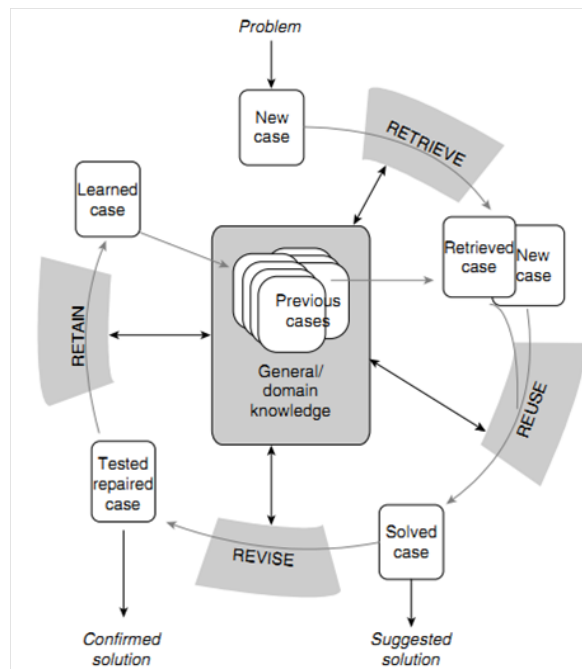 Problem
New
case
RETRIEVE
Learned
case
Retrieved
case
New
case
Previous
cases
General/
domain
knowledge
RETAIN
REUSE
Tested
repaired
case
REVISE
Solved
case
Confirmed
solution
Suggested
solution